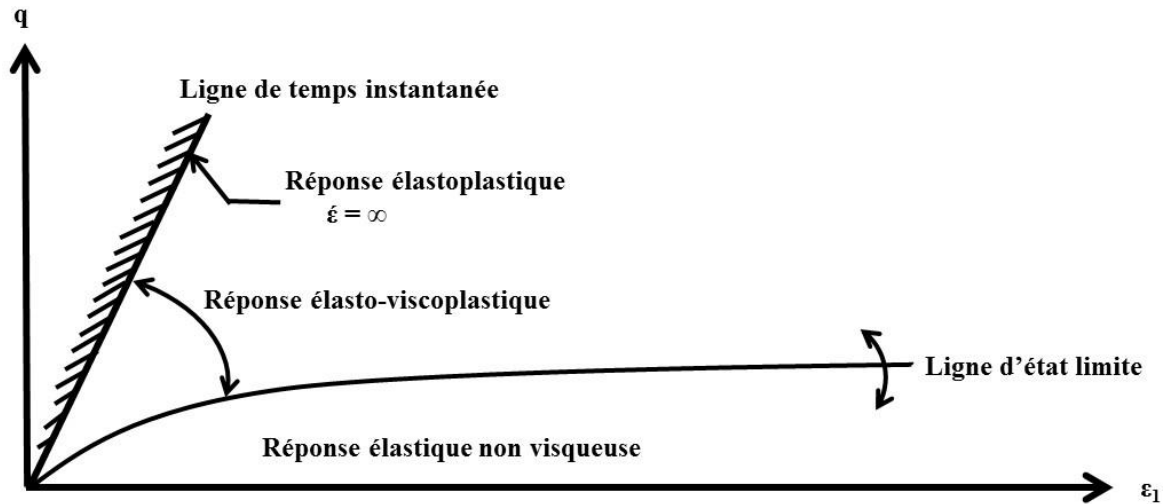 q
Ligne de temps instantanée
Réponse élastoplastique
έ = ∞
Réponse élasto-viscoplastique
Ligne d’état limite
Réponse élastique non visqueuse
ε₁